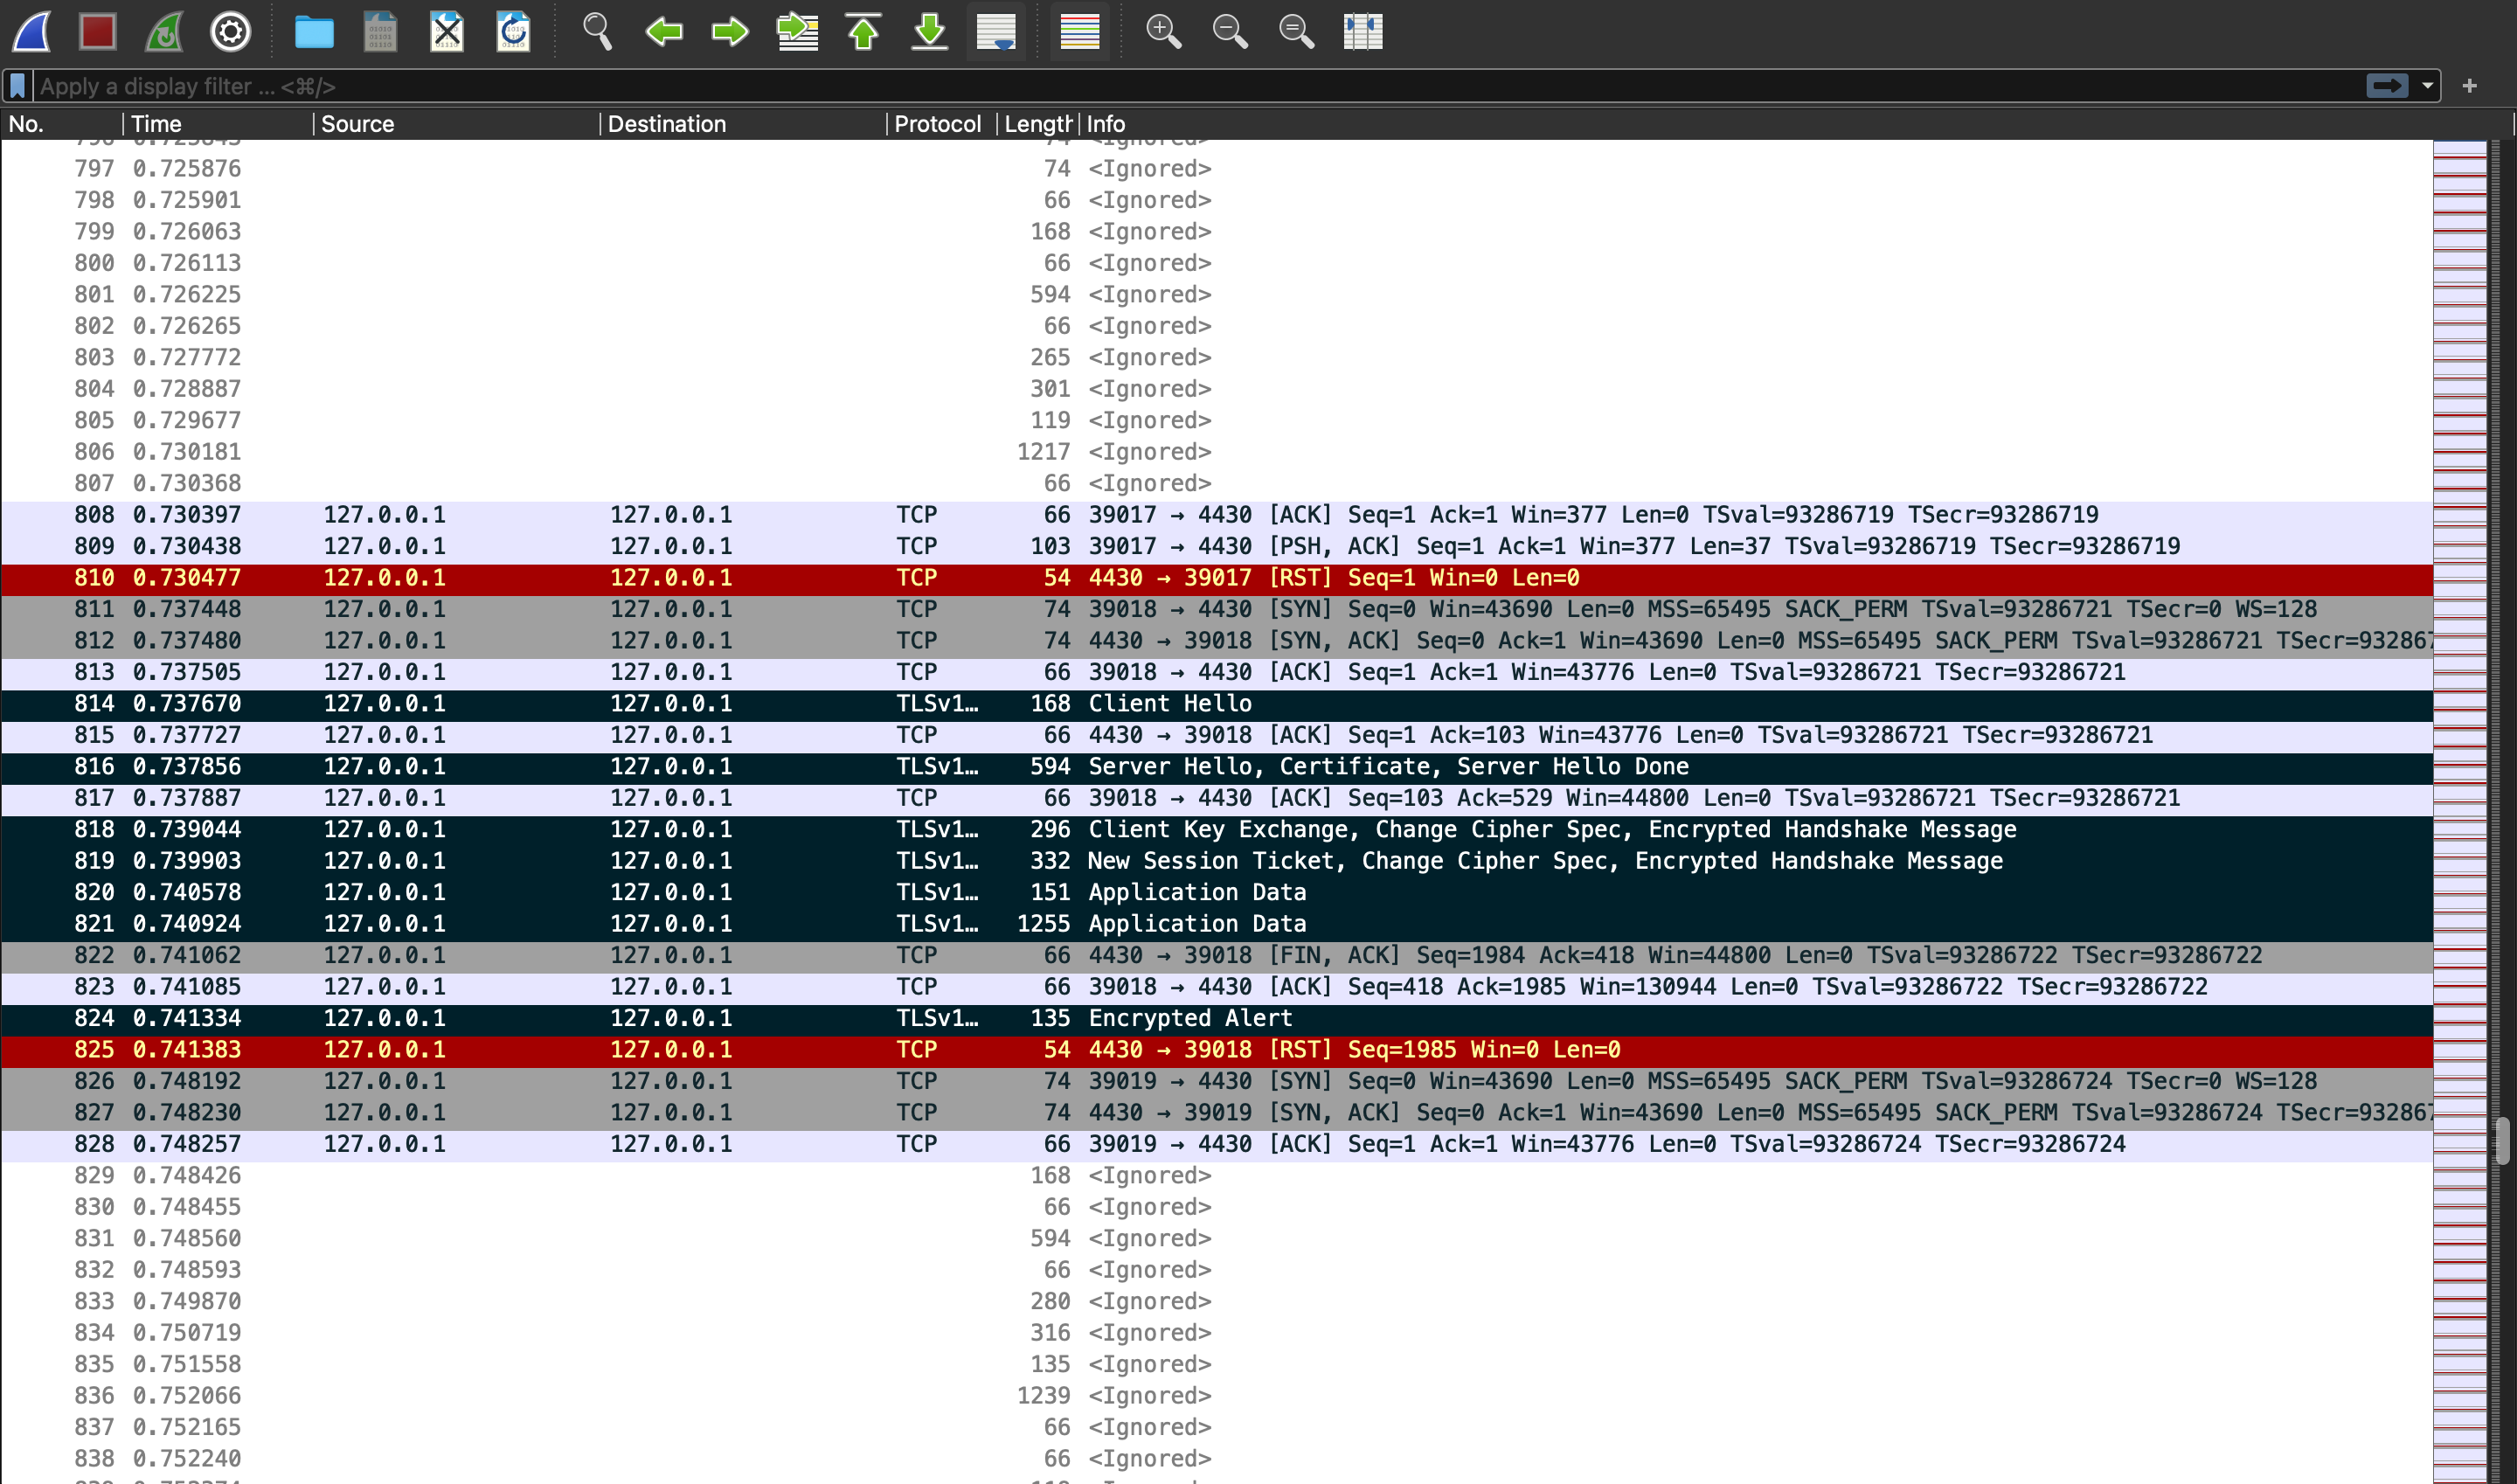 Apply a display filter ... <⌘/>
No. Time Source Destination Protocol Length Info
797 0.725876 74 <Ignored>
798 0.725901 66 <Ignored>
799 0.726063 168 <Ignored>
800 0.726113 66 <Ignored>
801 0.726225 594 <Ignored>
802 0.726265 66 <Ignored>
803 0.727772 265 <Ignored>
804 0.728887 301 <Ignored>
805 0.729677 119 <Ignored>
806 0.730181 1217 <Ignored>
807 0.730368 66 <Ignored>
808 0.730397 127.0.0.1 127.0.0.1 TCP 66 39017 → 4430 [ACK] Seq=1 Ack=1 Win=377 Len=0 TSval=93286719 TSecr=93286719
809 0.730438 127.0.0.1 127.0.0.1 TCP 103 39017 → 4430 [PSH, ACK] Seq=1 Ack=1 Win=377 Len=37 TSval=93286719 TSecr=93286719
810 0.730477 127.0.0.1 127.0.0.1 TCP 54 4430 → 39017 [RST] Seq=1 Win=0 Len=0
811 0.737448 127.0.0.1 127.0.0.1 TCP 74 39018 → 4430 [SYN] Seq=0 Win=43690 Len=0 MSS=65495 SACK_PERM TSval=93286721 TSecr=0 WS=128
812 0.737480 127.0.0.1 127.0.0.1 TCP 74 4430 → 39018 [SYN, ACK] Seq=0 Ack=1 Win=43690 Len=0 MSS=65495 SACK_PERM TSval=93286721 TSecr=932867
813 0.737505 127.0.0.1 127.0.0.1 TCP 66 39018 → 4430 [ACK] Seq=1 Ack=1 Win=43776 Len=0 TSval=93286721 TSecr=93286721
814 0.737670 127.0.0.1 127.0.0.1 TLSv1… 168 Client Hello
815 0.737727 127.0.0.1 127.0.0.1 TCP 66 4430 → 39018 [ACK] Seq=1 Ack=103 Win=43776 Len=0 TSval=93286721 TSecr=93286721
816 0.737856 127.0.0.1 127.0.0.1 TLSv1… 594 Server Hello, Certificate, Server Hello Done
817 0.737887 127.0.0.1 127.0.0.1 TCP 66 39018 → 4430 [ACK] Seq=103 Ack=529 Win=44800 Len=0 TSval=93286721 TSecr=93286721
818 0.739044 127.0.0.1 127.0.0.1 TLSv1… 296 Client Key Exchange, Change Cipher Spec, Encrypted Handshake Message
819 0.739903 127.0.0.1 127.0.0.1 TLSv1… 332 New Session Ticket, Change Cipher Spec, Encrypted Handshake Message
820 0.740578 127.0.0.1 127.0.0.1 TLSv1… 151 Application Data
821 0.740924 127.0.0.1 127.0.0.1 TLSv1… 1255 Application Data
822 0.741062 127.0.0.1 127.0.0.1 TCP 66 4430 → 39018 [FIN, ACK] Seq=1984 Ack=418 Win=44800 Len=0 TSval=93286722 TSecr=93286722
823 0.741085 127.0.0.1 127.0.0.1 TCP 66 39018 → 4430 [ACK] Seq=418 Ack=1985 Win=130944 Len=0 TSval=93286722 TSecr=93286722
824 0.741334 127.0.0.1 127.0.0.1 TLSv1… 135 Encrypted Alert
825 0.741383 127.0.0.1 127.0.0.1 TCP 54 4430 → 39018 [RST] Seq=1985 Win=0 Len=0
826 0.748192 127.0.0.1 127.0.0.1 TCP 74 39019 → 4430 [SYN] Seq=0 Win=43690 Len=0 MSS=65495 SACK_PERM TSval=93286724 TSecr=0 WS=128
827 0.748230 127.0.0.1 127.0.0.1 TCP 74 4430 → 39019 [SYN, ACK] Seq=0 Ack=1 Win=43690 Len=0 MSS=65495 SACK_PERM TSval=93286724 TSecr=932867
828 0.748257 127.0.0.1 127.0.0.1 TCP 66 39019 → 4430 [ACK] Seq=1 Ack=1 Win=43776 Len=0 TSval=93286724 TSecr=93286724
829 0.748426 168 <Ignored>
830 0.748455 66 <Ignored>
831 0.748560 594 <Ignored>
832 0.748593 66 <Ignored>
833 0.749870 280 <Ignored>
834 0.750719 316 <Ignored>
835 0.751558 135 <Ignored>
836 0.752066 1239 <Ignored>
837 0.752165 66 <Ignored>
838 0.752240 66 <Ignored>